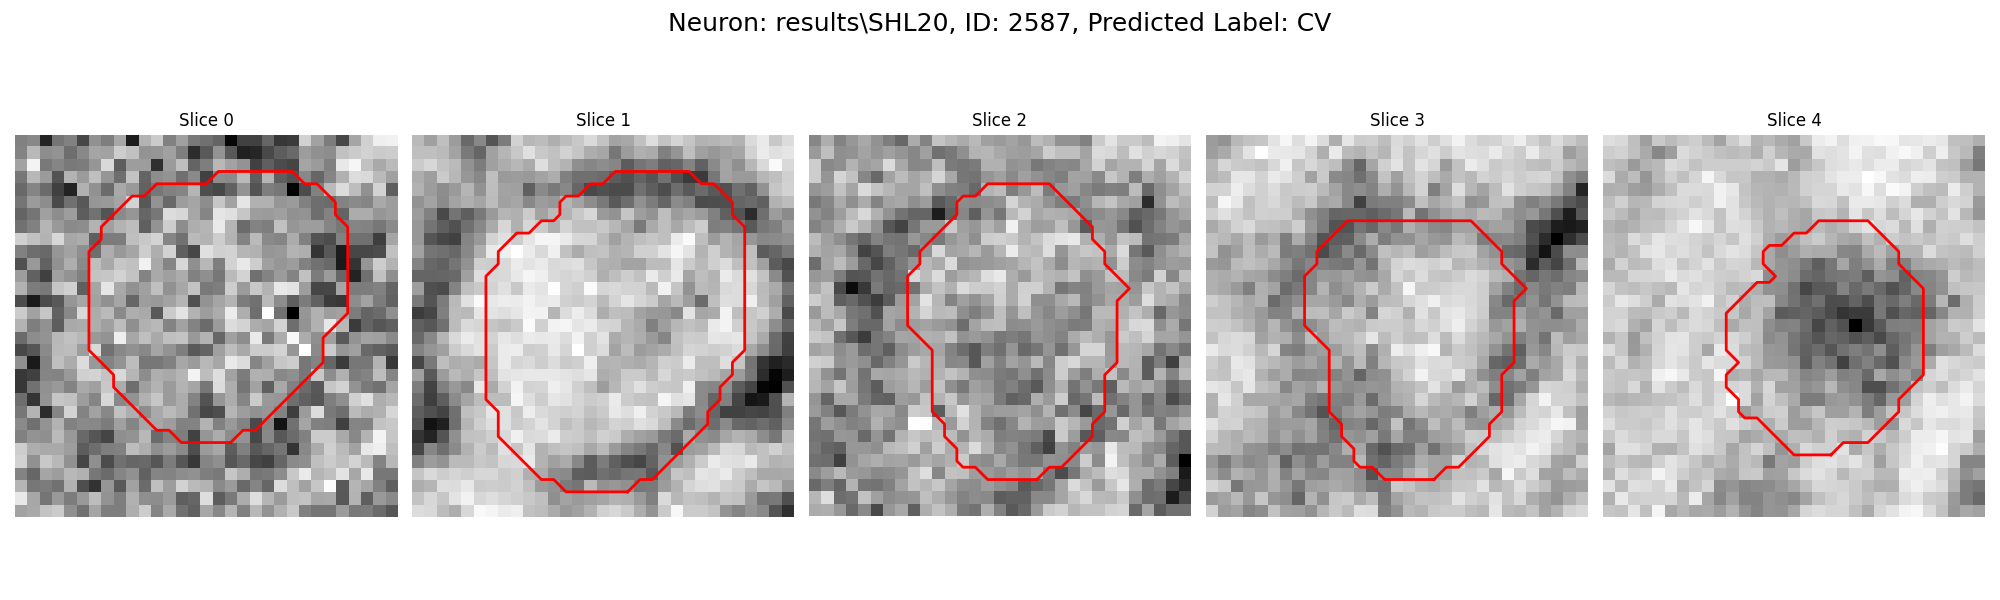 Neuron: results\SHL20, ID: 2587, Predicted Label: CV
Slice 0
Slice 1
Slice 2
Slice 3
Slice 4